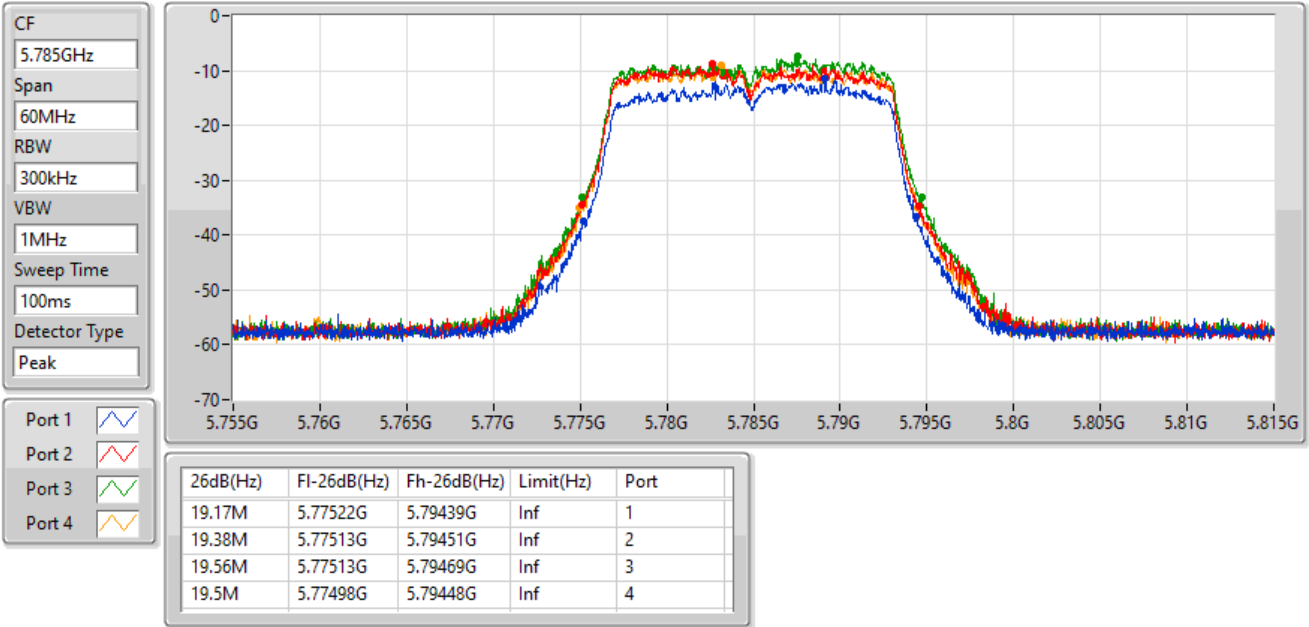 CF
5.785GHz
Span
60MHz
RBW
300kHz
VBW
1MHz
Sweep Time
100ms
Detector Type
Peak
Port 1
Port 2
Port 3
Port 4
0
-10
-20
-30
-40
-50
-60
-70
5.755G 5.76G 5.765G 5.77G 5.775G 5.78G 5.785G 5.79G 5.795G 5.8G 5.805G 5.81G 5.815G
26dB(Hz) Fl-26dB(Hz) Fh-26dB(Hz) Limit(Hz) Port
19.17M 5.77522G 5.79439G Inf 1
19.38M 5.77513G 5.79451G Inf 2
19.56M 5.77513G 5.79469G Inf 3
19.5M 5.77498G 5.79448G Inf 4